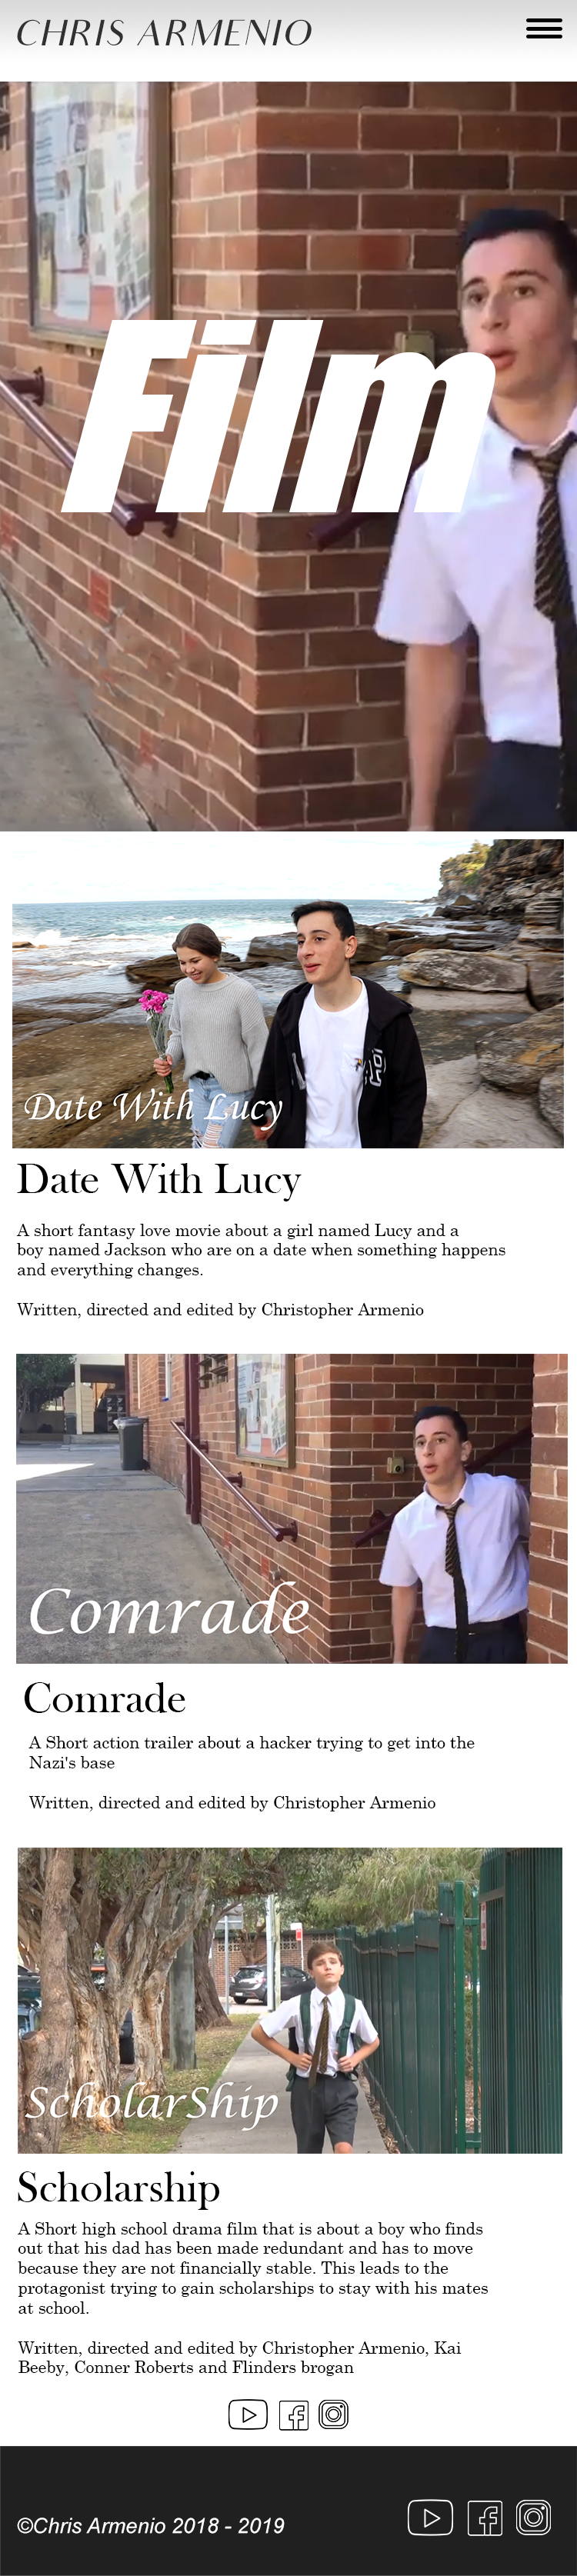 CHRIS ARMENIO
Film
Date With Lucy
Date With Lucy
A short fantasy love movie about a girl named Lucy and a
boy named Jackson who are on a date when something happens
and everything changes.
Written, directed and edited by Christopher Armenio
Comrade
Comrade
A Short action trailer about a hacker trying to get into the
Nazi's base
Written, directed and edited by Christopher Armenio
ScholarShip
Scholarship
A Short high school drama film that is about a boy who finds
out that his dad has been made redundant and has to move
because they are not financially stable. This leads to the
protagonist trying to gain scholarships to stay with his mates
at school.
Written, directed and edited by Christopher Armenio, Kai
Beeby, Conner Roberts and Flinders brogan
©Chris Armenio 2018 - 2019